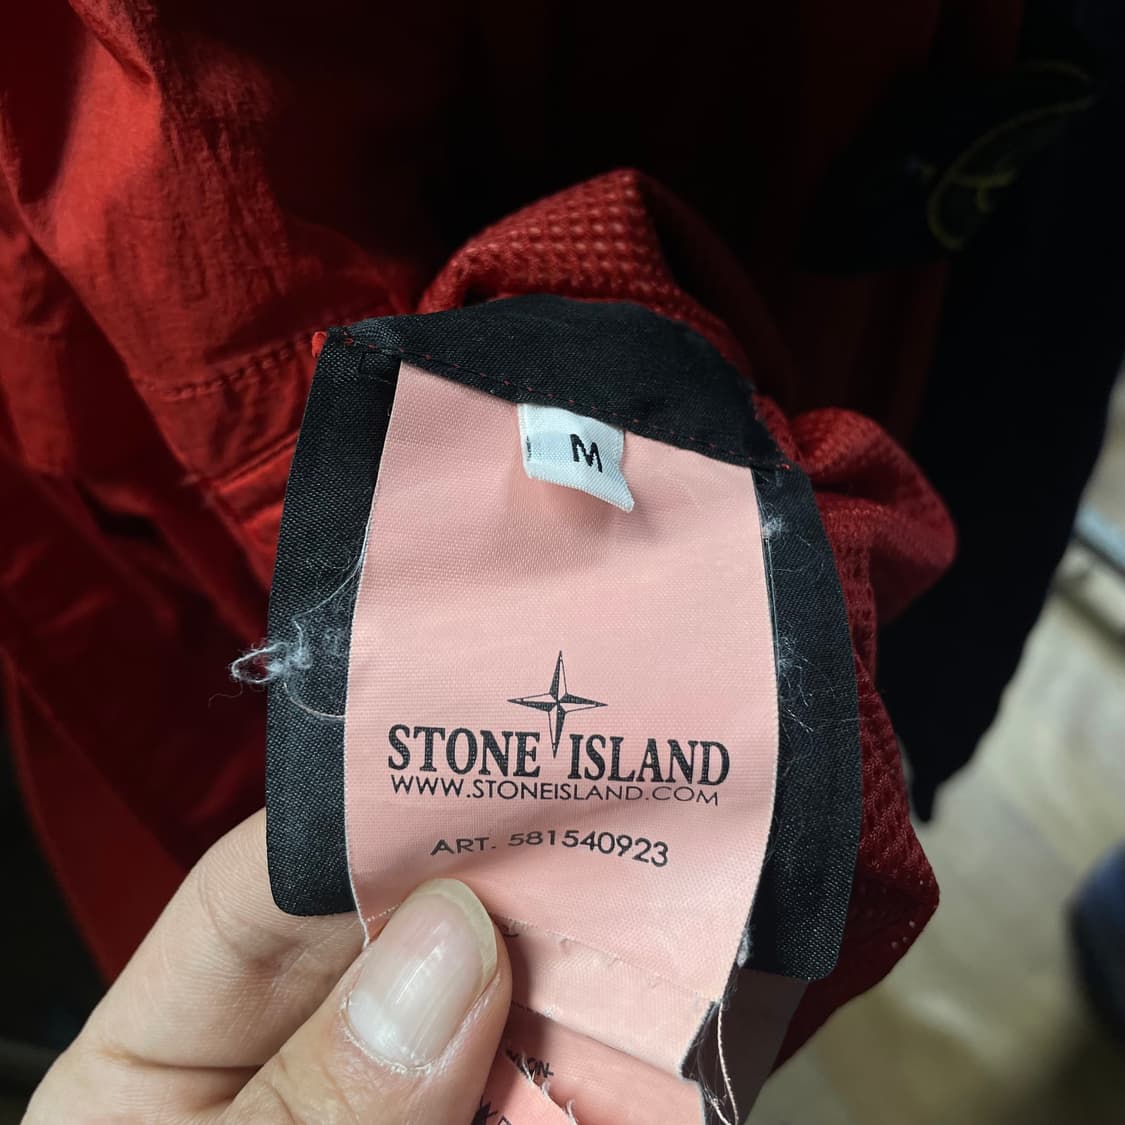 M
STONE ISLAND
WWW.STONEISLAND.COM
ART. 581540923